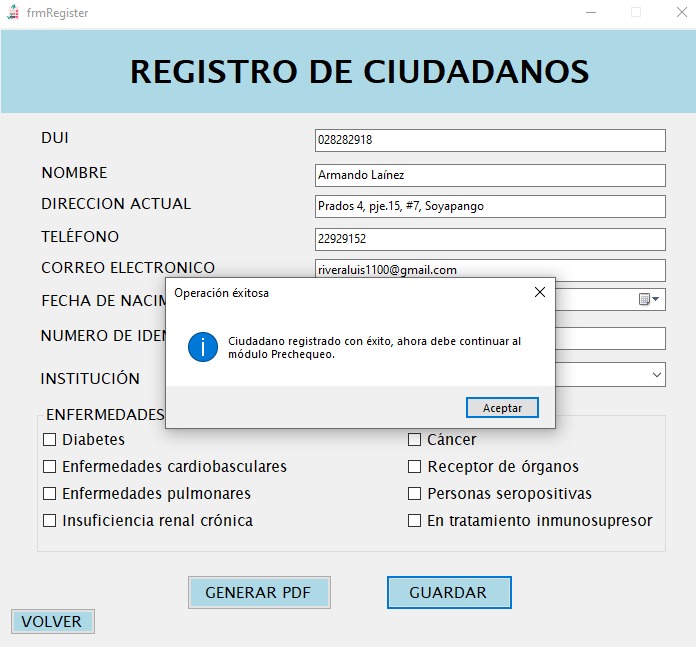 frmRegister
REGISTRO DE CIUDADANOS
DUI 028282918
NOMBRE Armando Laínez
DIRECCION ACTUAL Prados 4, pje.15, #7, Soyapango
TELÉFONO 22929152
CORREO ELECTRONICO riveraluis1100@gmail.com
FECHA DE NACIM
NUMERO DE IDEN
INSTITUCIÓN
Operación éxitosa
Ciudadano registrado con éxito, ahora debe continuar al
módulo Prechequeo.
Aceptar
ENFERMEDADES
Diabetes Cáncer
Enfermedades cardiobasculares Receptor de órganos
Enfermedades pulmonares Personas seropositivas
Insuficiencia renal crónica En tratamiento inmunosupresor
GENERAR PDF GUARDAR
VOLVER